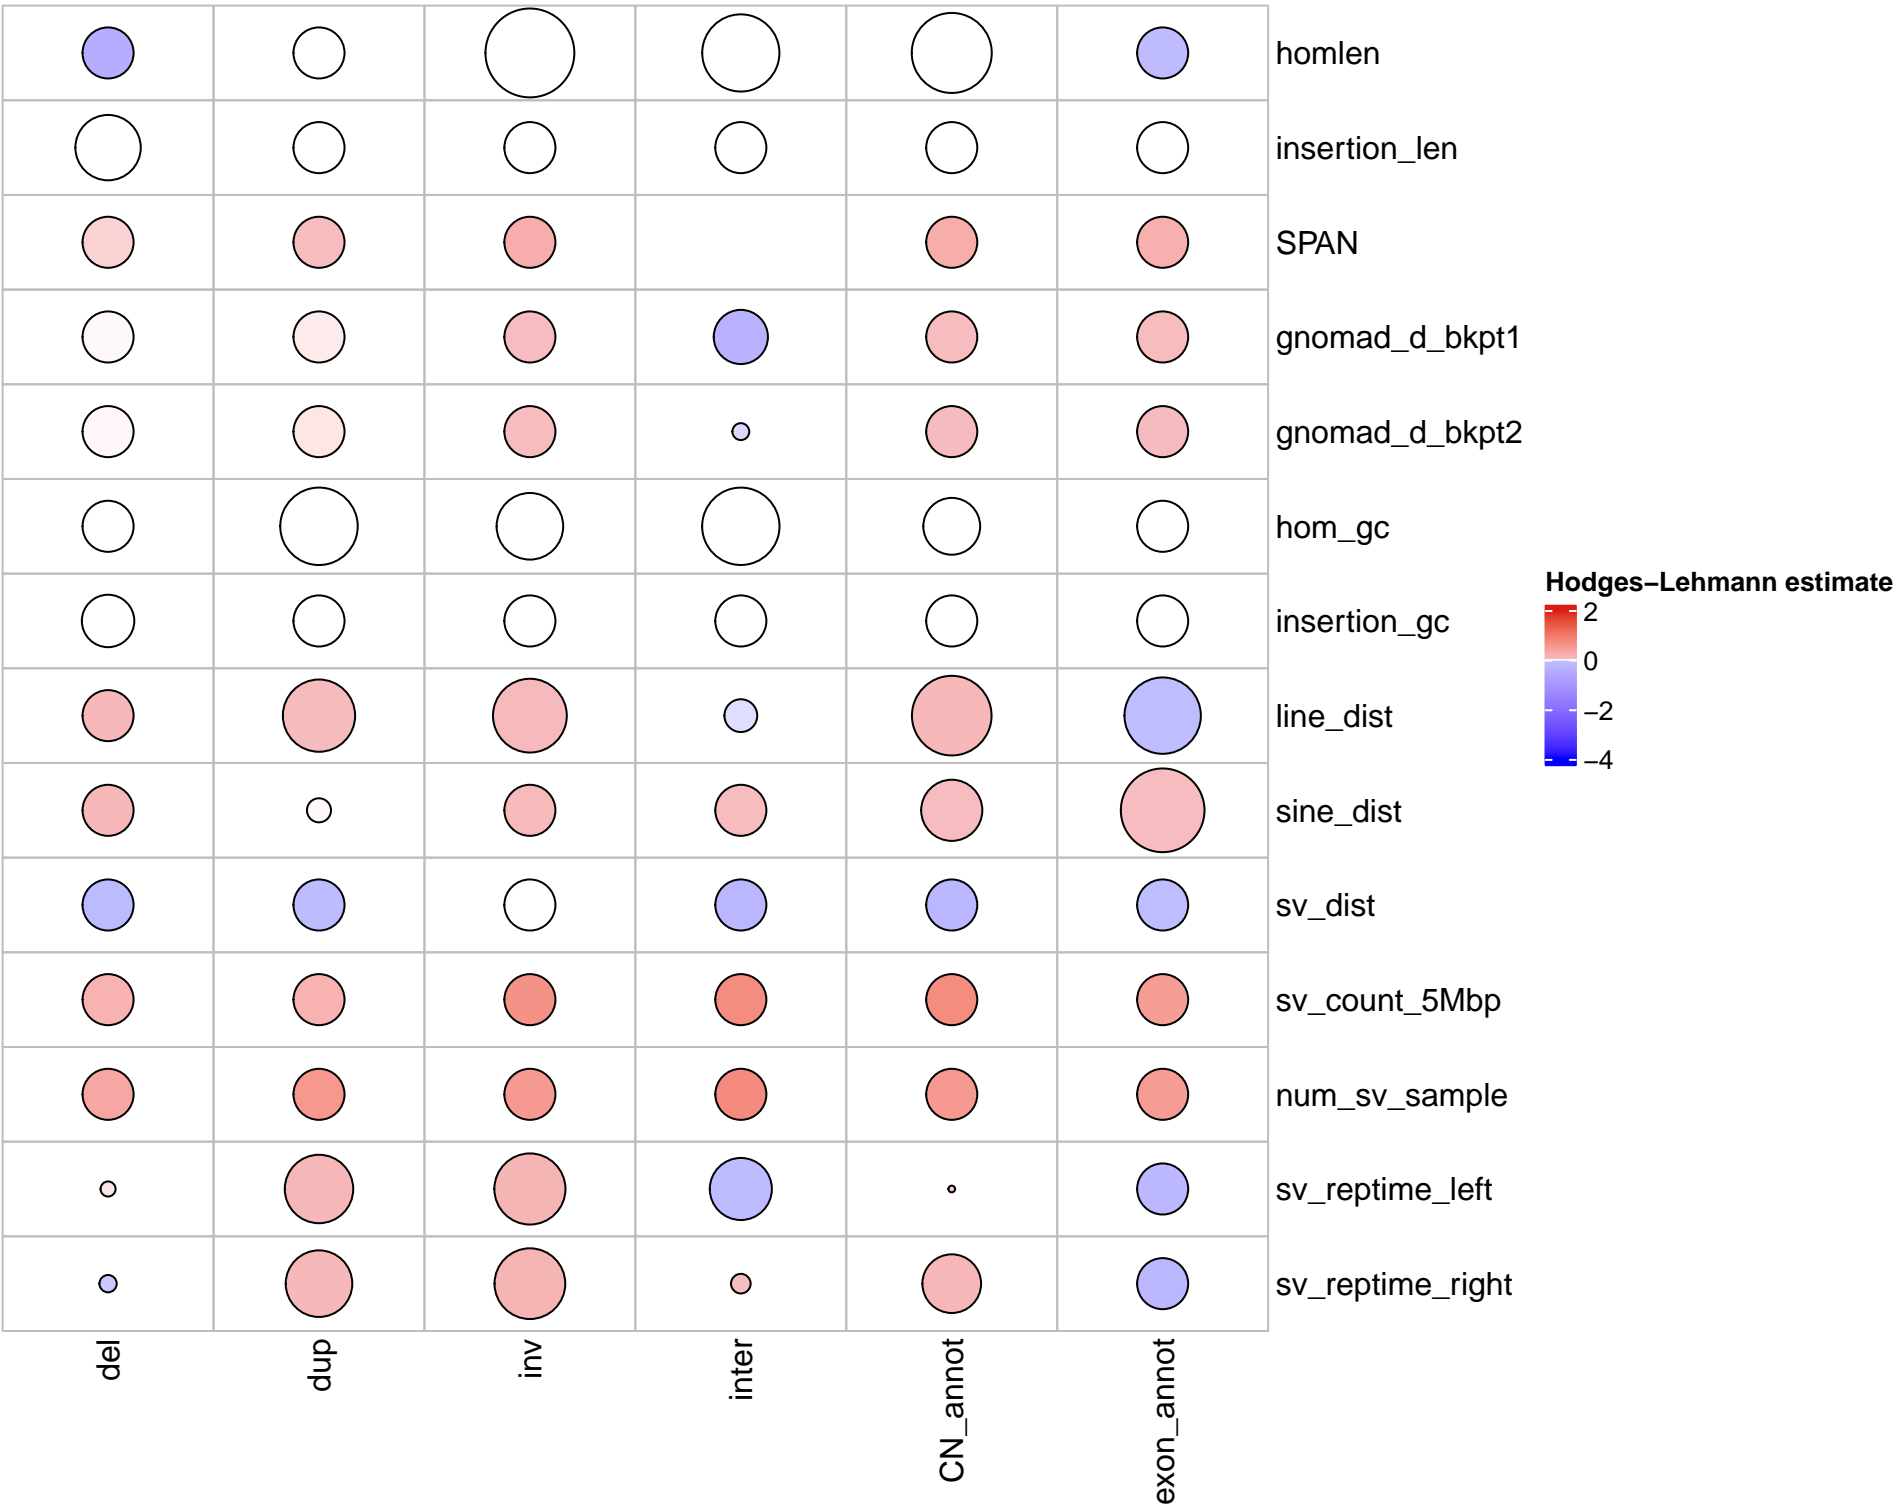 homlen
insertion_len
SPAN
gnomad_d_bkpt1
gnomad_d_bkpt2
hom_gc
insertion_gc
line_dist
sine_dist
sv_dist
sv_count_5Mbp
num_sv_sample
sv_reptime_left
sv_reptime_right
del
dup
inv
inter
CN_annot
exon_annot
Hodges−Lehmann estimate
2
0
−2
−4